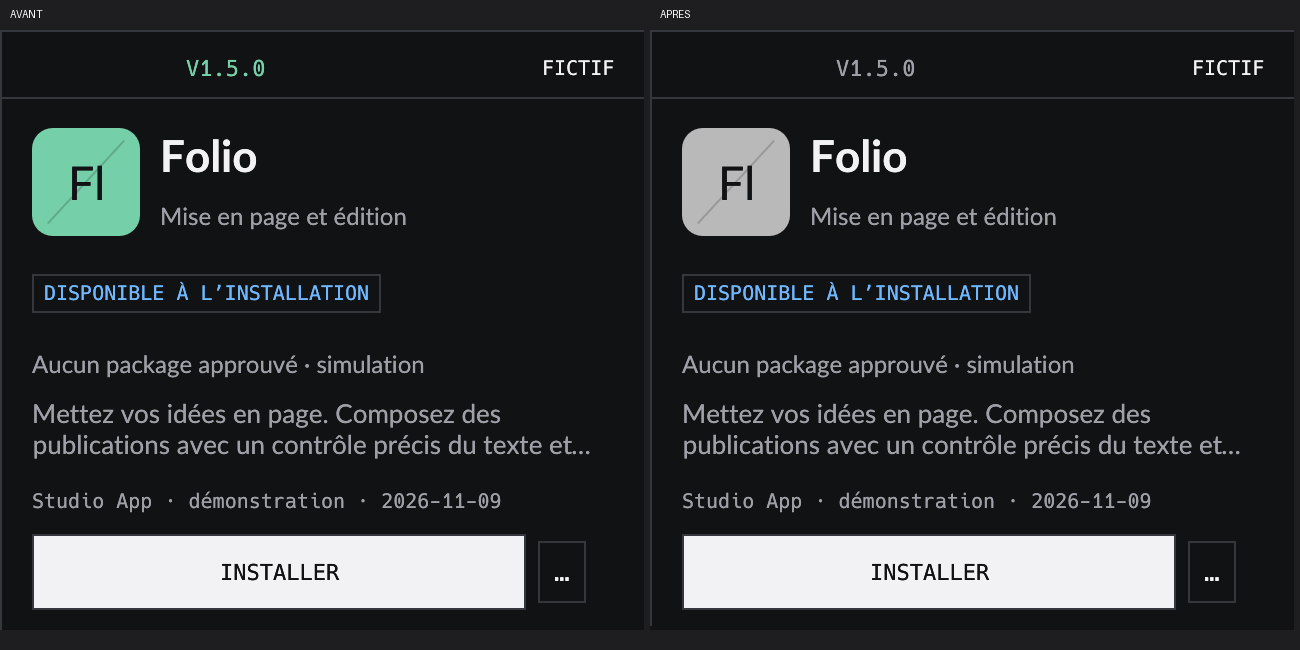 AVANT
V1.5.0
FICTIF
Fl
Folio
Mise en page et édition
DISPONIBLE À L’INSTALLATION
Aucun package approuvé · simulation
Mettez vos idées en page. Composez des
publications avec un contrôle précis du texte et…
Studio App · démonstration · 2026-11-09
INSTALLER
…
APRES
V1.5.0
FICTIF
Fl
Folio
Mise en page et édition
DISPONIBLE À L’INSTALLATION
Aucun package approuvé · simulation
Mettez vos idées en page. Composez des
publications avec un contrôle précis du texte et…
Studio App · démonstration · 2026-11-09
INSTALLER
…